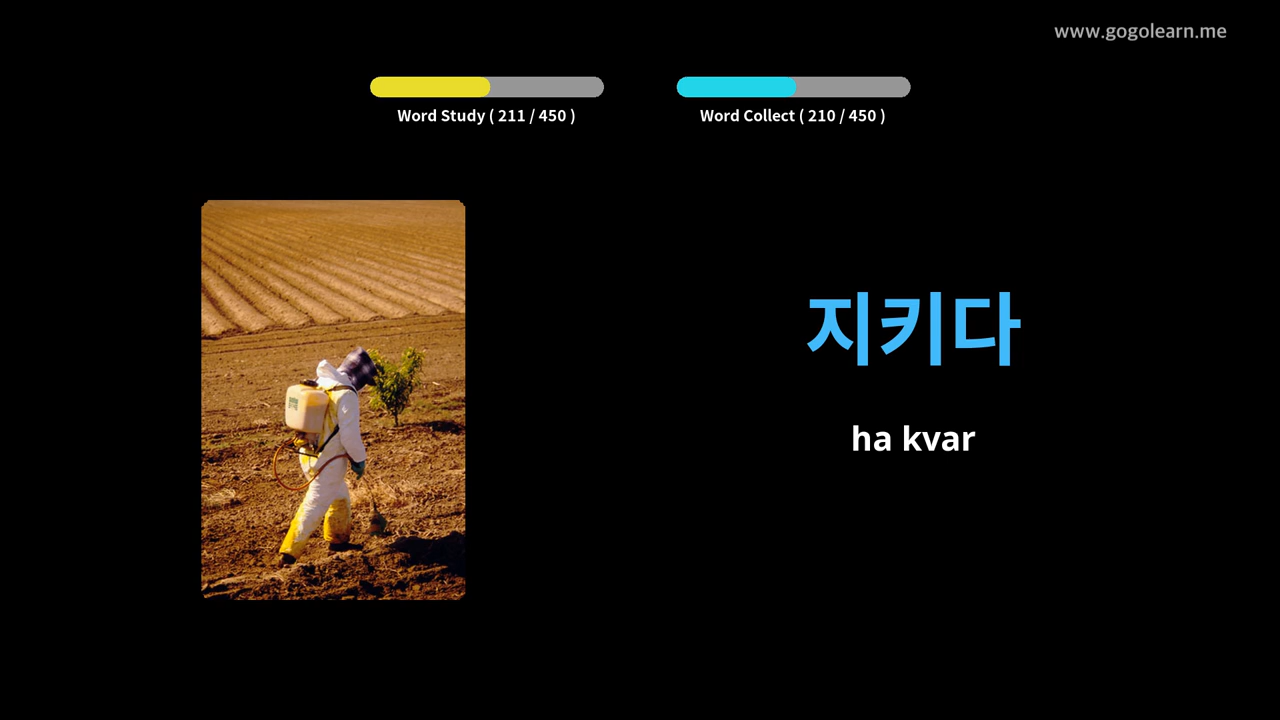 www.gogolearn.me
Word Study ( 211 / 450 )
Word Collect ( 210 / 450 )
지키다
ha kvar